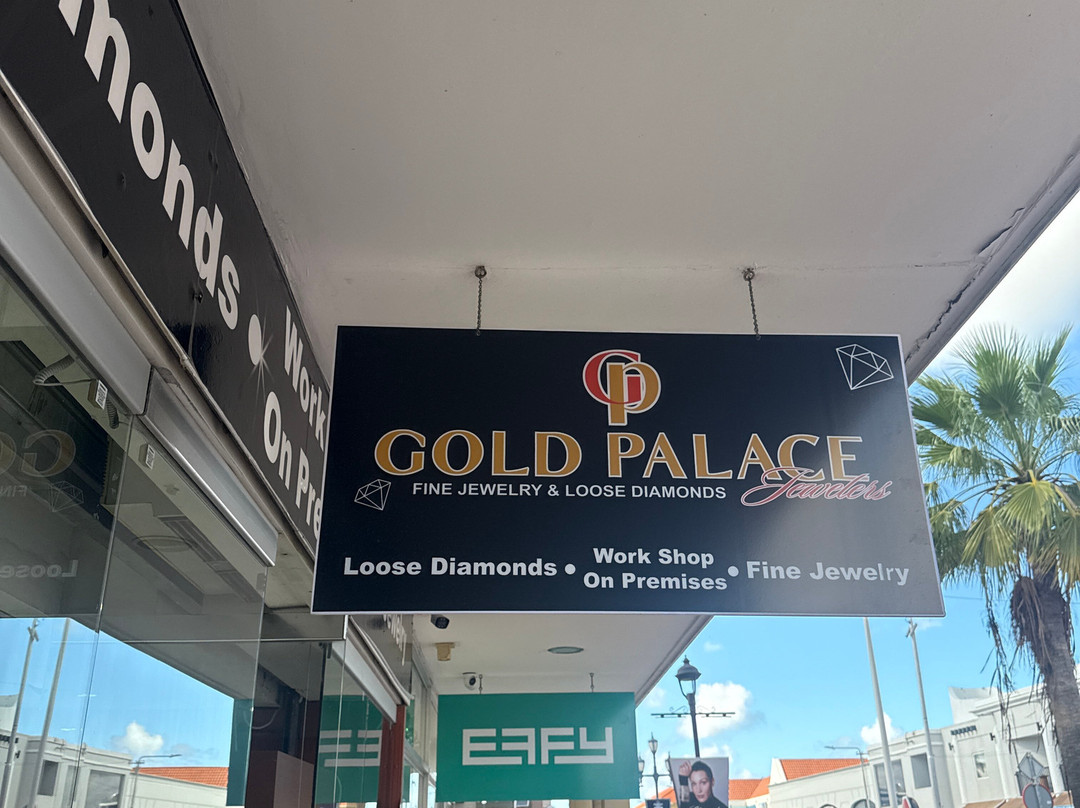 monds • Work
On Pre
GP
GOLD PALACE
Jewelers
FINE JEWELRY & LOOSE DIAMONDS
Loose Diamonds • Work Shop On Premises • Fine Jewelry
EFFY